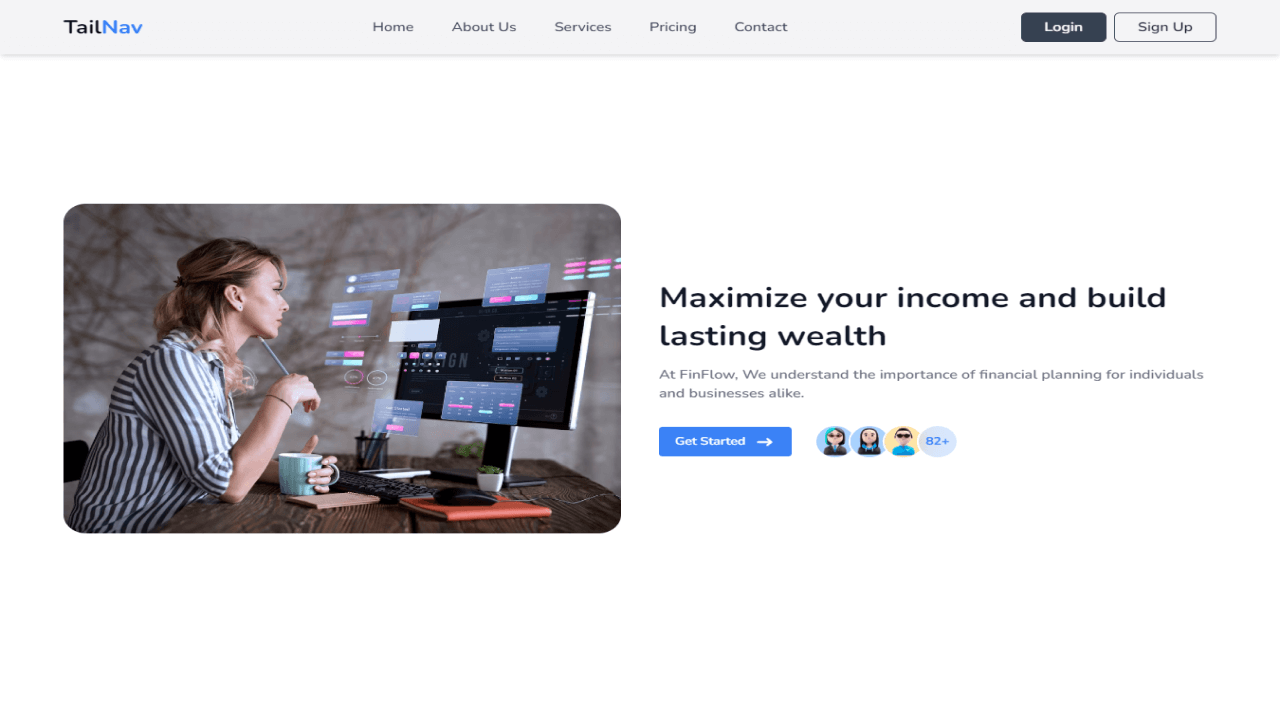 TailNav
Home
About Us
Services
Pricing
Contact
Login
Sign Up
Maximize your income and build
lasting wealth
At FinFlow, We understand the importance of financial planning for individuals
and businesses alike.
Get Started
82+